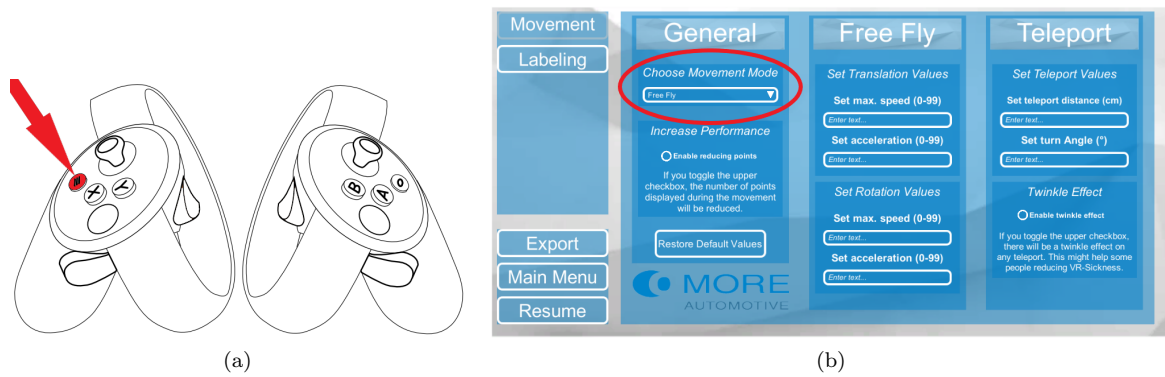 X
Y
B
A
Movement
Labeling
Export
Main Menu
Resume
General
Choose Movement Mode
Free Fly
Increase Performance
Enable reducing points
If you toggle the upper
checkbox, the number of points
displayed during the movement
will be reduced.
Restore Default Values
MORE
AUTOMOTIVE
Free Fly
Set Translation Values
Set max. speed (0-99)
Enter text...
Set acceleration (0-99)
Enter text...
Set Rotation Values
Set max. speed (0-99)
Enter text...
Set acceleration (0-99)
Enter text...
Teleport
Set Teleport Values
Set teleport distance (cm)
Enter text...
Set turn Angle (°)
Enter text...
Twinkle Effect
Enable twinkle effect
If you toggle the upper checkbox,
there will be a twinkle effect on
any teleport. This might help some
people reducing VR-Sickness.
(a)
(b)